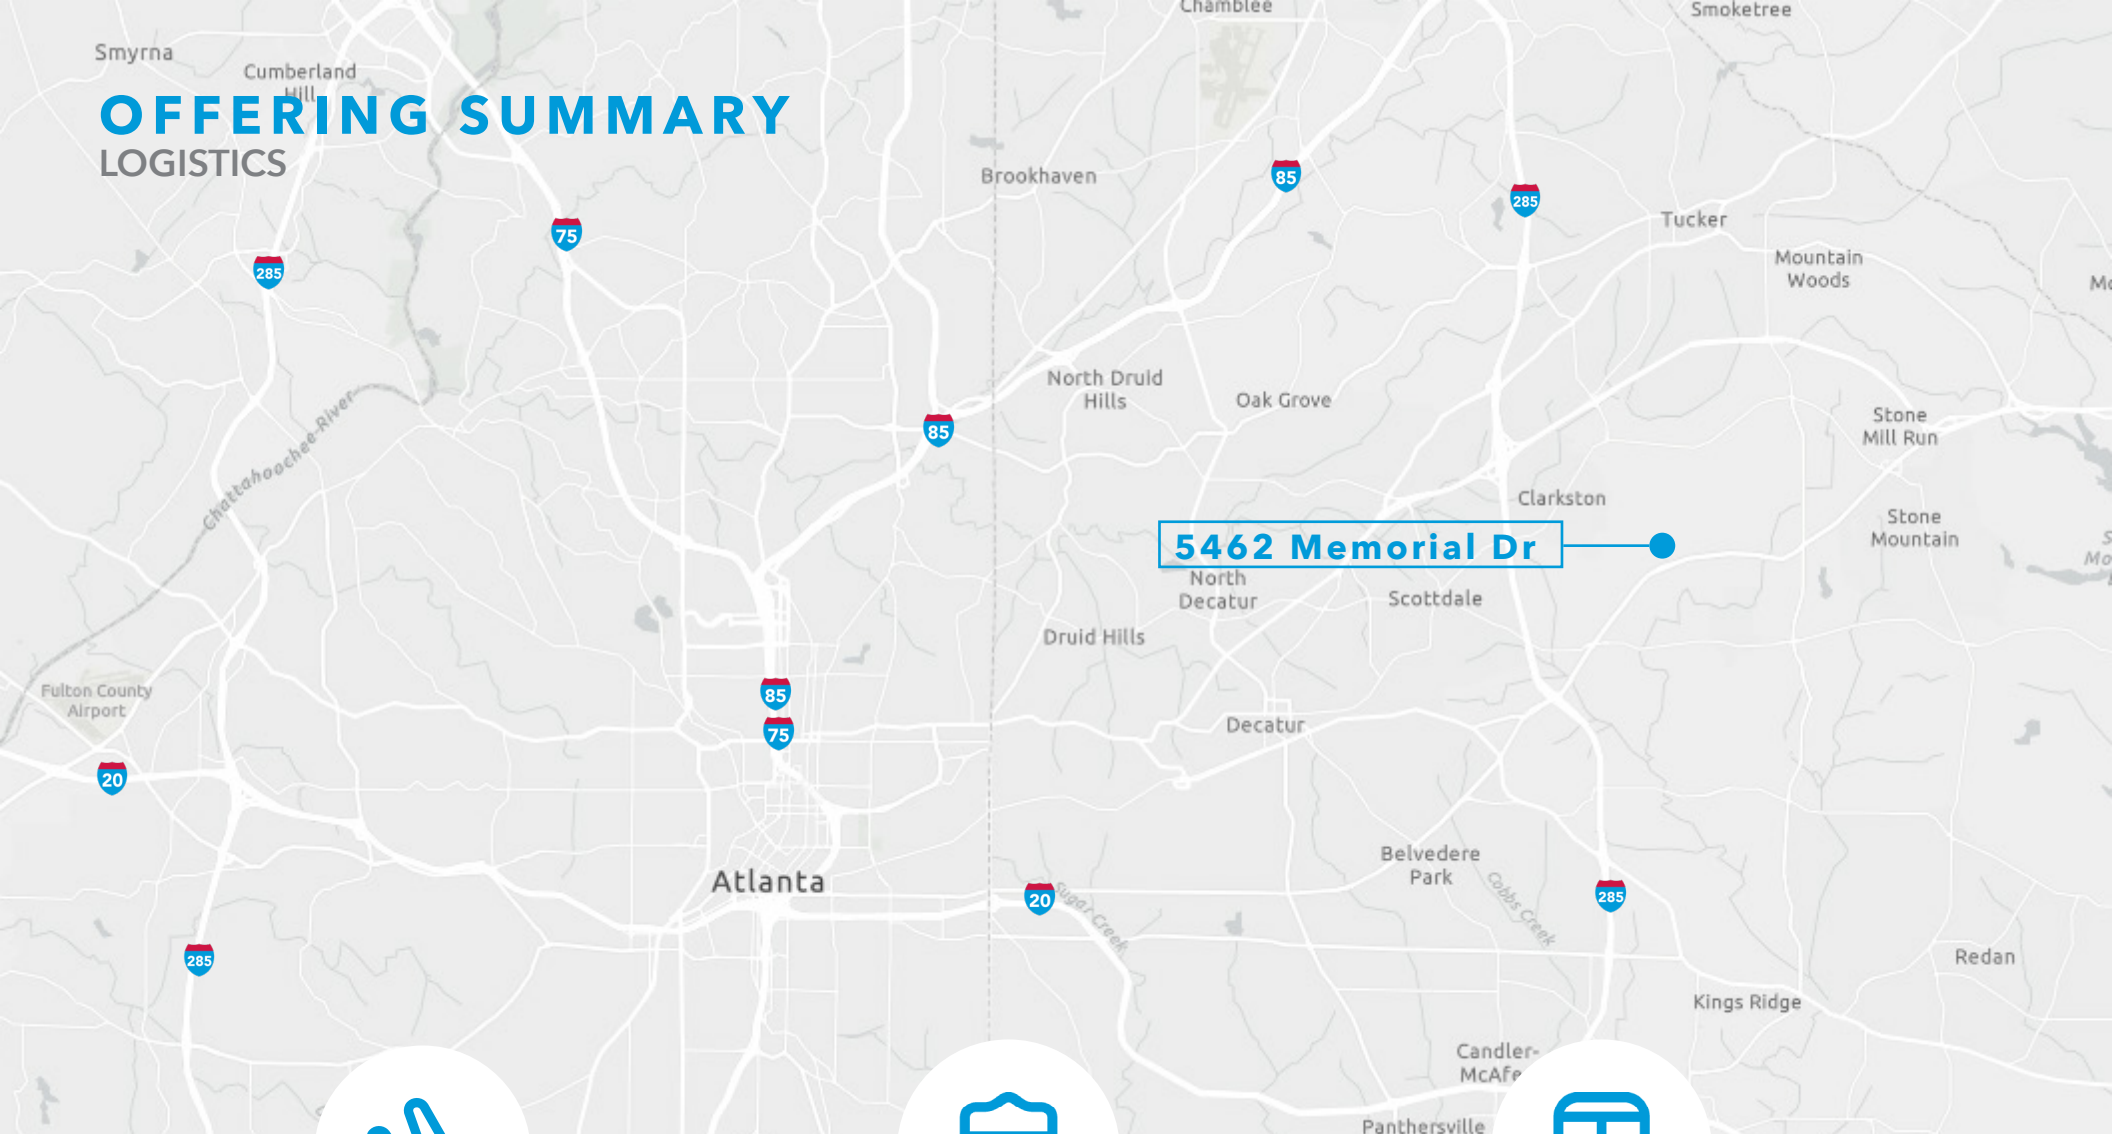 Chamblee
Smoketree
Smyrna
Cumberland
Hill
OFFERING SUMMARY
LOGISTICS
Brookhaven
85
285
Tucker
75
Mountain
Woods
285
North Druid
Hills
Oak Grove
85
Stone
Mill Run
Chattahoochee River
Clarkston
Stone
Mountain
5462 Memorial Dr
North
Decatur
Scottdale
Druid Hills
Fulton County
Airport
85
75
Decatur
20
Belvedere
Park
Atlanta
20
Sugar Creek
Cobbs Creek
285
285
Redan
Kings Ridge
Candler-
McAfe
Panthersville